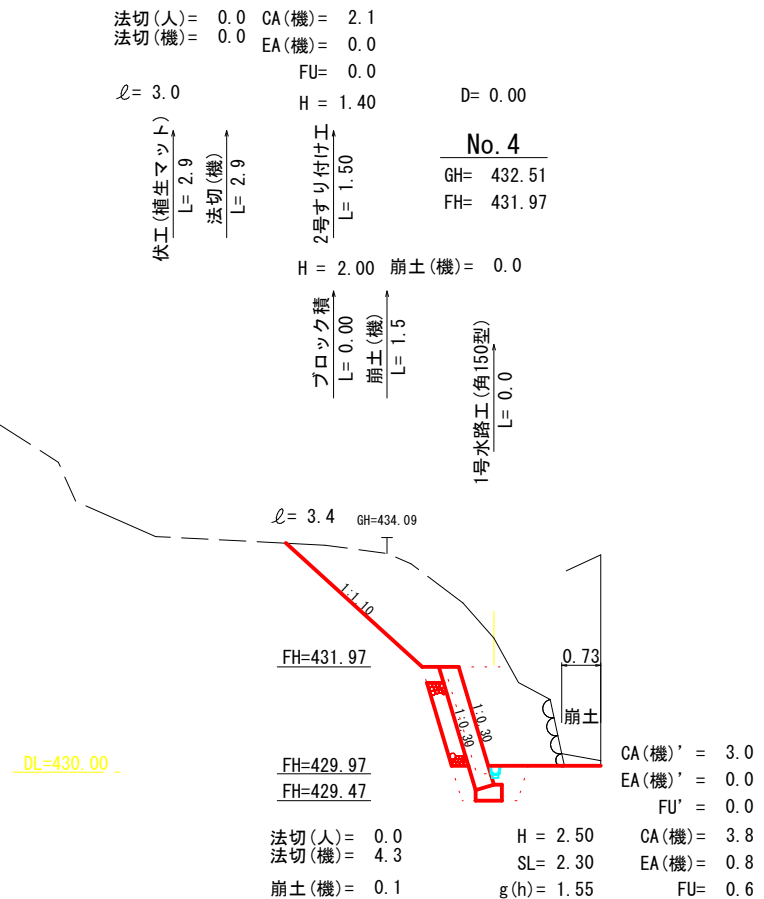 法切(人)= 0.0 CA(機)= 2.1
法切(機)= 0.0 EA(機)= 0.0
FU= 0.0
ℓ= 3.0
H = 1.40
D= 0.00
No.4
GH= 432.51
FH= 431.97
伏工(植生マット)
L= 2.9
法切(機)
L= 2.9
2号すり付け工
L= 1.50
H = 2.00 崩土(機)= 0.0
ブロック積
L= 0.00
崩土(機)
L= 1.5
1号水路工(角150型)
L= 0.0
ℓ= 3.4
GH=434.09
1:1.10
FH=431.97
0.73
崩土
1:0.30
1:0.30
DL=430.00
FH=429.97
FH=429.47
CA(機)' = 3.0
EA(機)' = 0.0
FU' = 0.0
法切(人)= 0.0
法切(機)= 4.3
崩土(機)= 0.1
H = 2.50
SL= 2.30
g(h)= 1.55
CA(機)= 3.8
EA(機)= 0.8
FU= 0.6